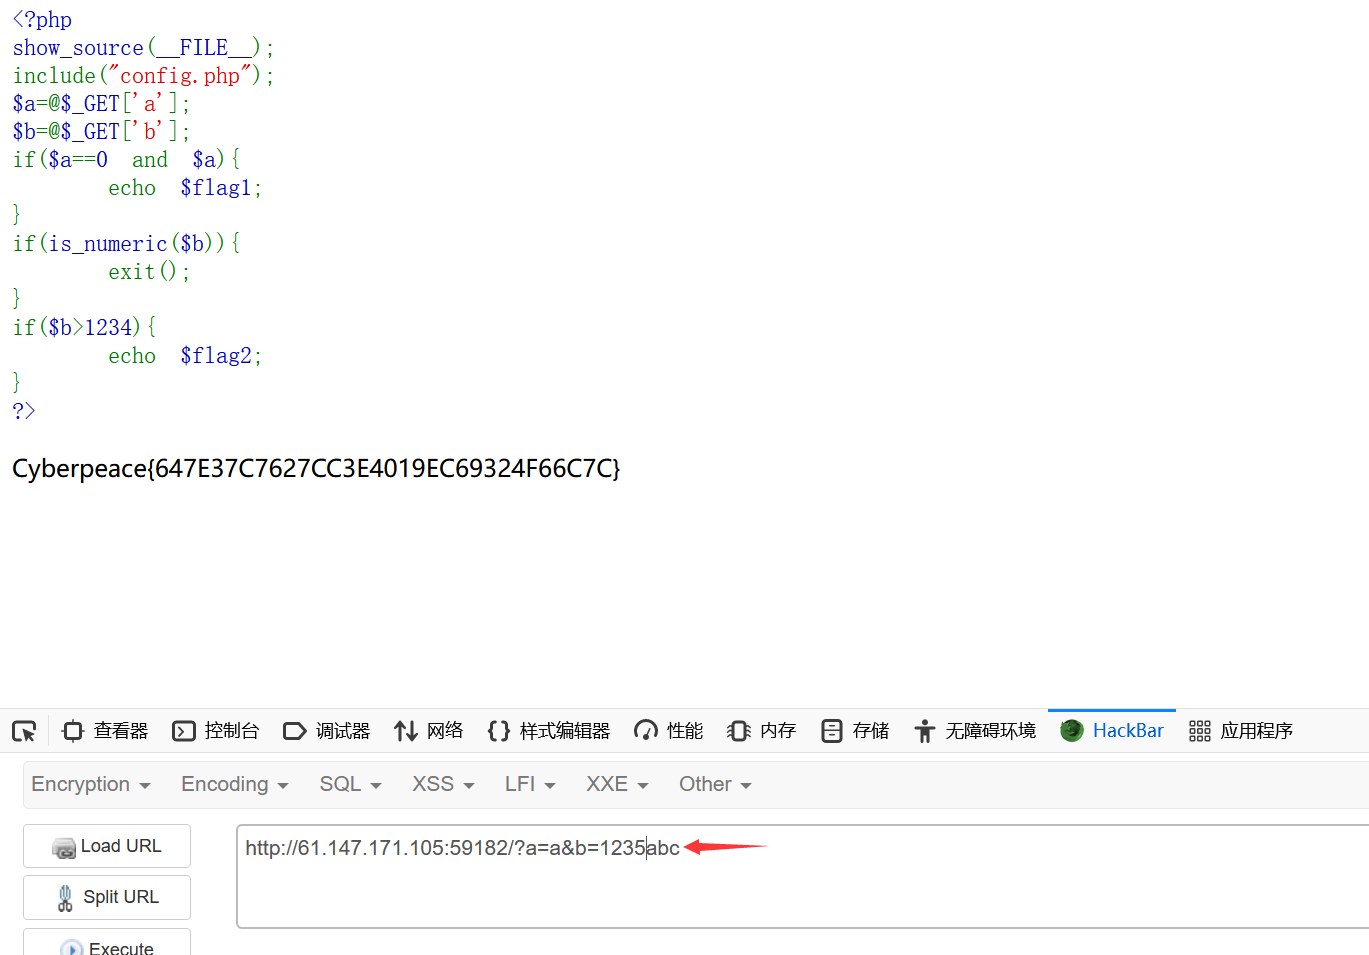 <?php
show_source(__FILE__);
include("config.php");
$a=@$_GET['a'];
$b=@$_GET['b'];
if($a==0 and $a){
echo $flag1;
}
if(is_numeric($b)){
exit();
}
if($b>1234){
echo $flag2;
}
?>
Cyberpeace{647E37C7627CC3E4019EC69324F66C7C}
查看器 控制台 调试器 网络 样式编辑器 性能 内存 存储 无障碍环境 HackBar 应用程序
Encryption Encoding SQL XSS LFI XXE Other
Load URL
http://61.147.171.105:59182/?a=a&b=1235abc
Split URL
Execute